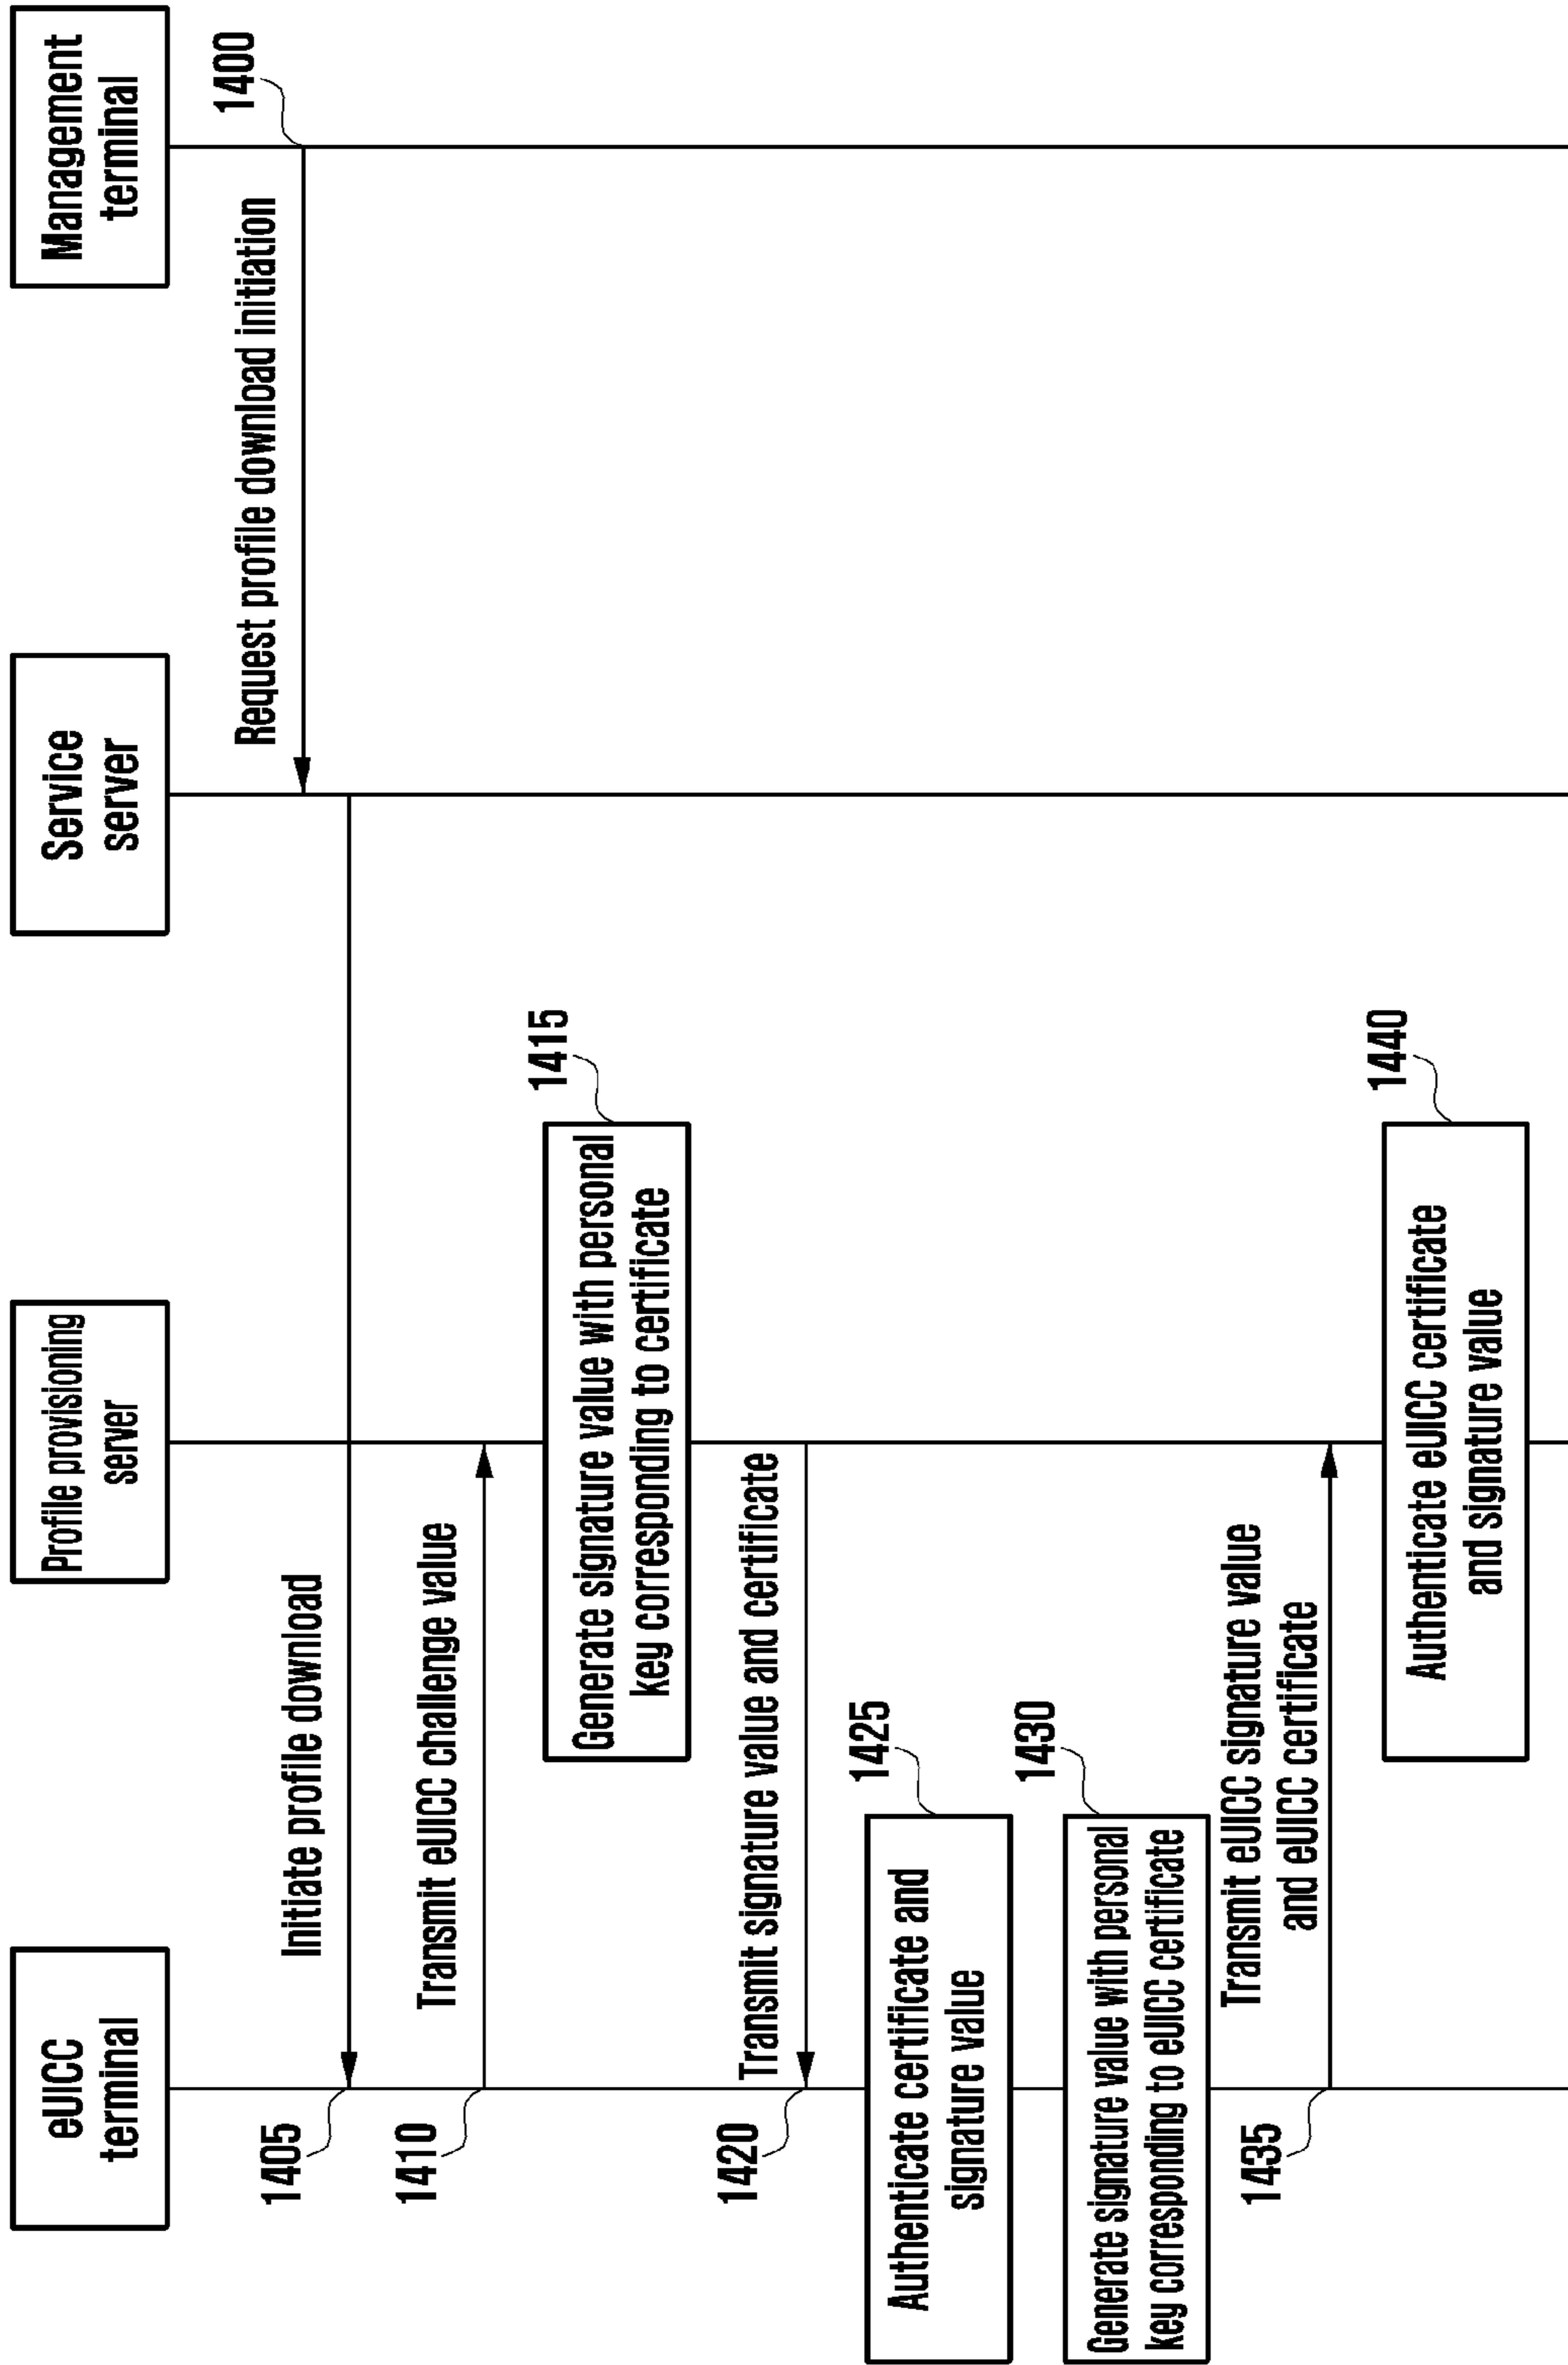 eUICC
terminal
Profile provisioning
server
Service
server
Management
terminal
1400
Request profile download initiation
Initiate profile download
1405
Transmit eUICC challenge value
1410
1415
Generate signature value with personal
key corresponding to certificate
Transmit signature value and certificate
1420
1425
Authenticate certificate and
signature value
1430
Generate signature value with personal
key corresponding to eUICC certificate
Transmit eUICC signature value
and eUICC certificate
1435
1440
Authenticate eUICC certificate
and signature value